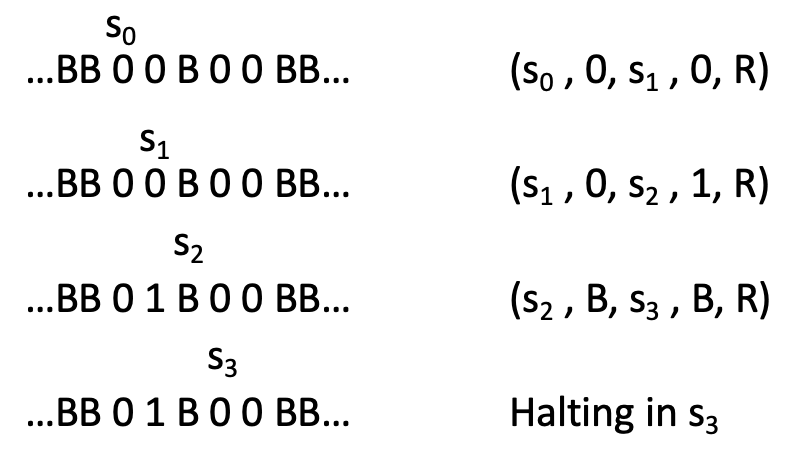 s₀
...BB 0 0 B 0 0 BB... (s₀ , 0, s₁ , 0, R)
s₁
...BB 0 0 B 0 0 BB... (s₁ , 0, s₂ , 1, R)
s₂
...BB 0 1 B 0 0 BB... (s₂ , B, s₃ , B, R)
s₃
...BB 0 1 B 0 0 BB... Halting in s₃